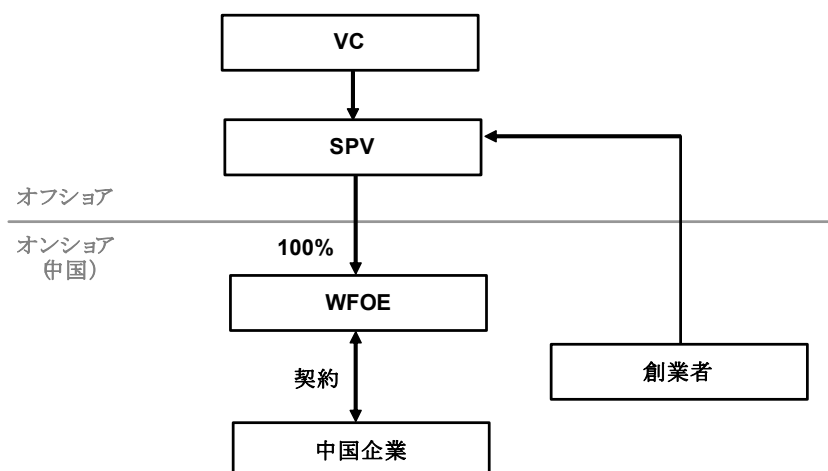 VC
SPV
オフショア
オンショア
(中国)
100%
WFOE
契約
創業者
中国企業